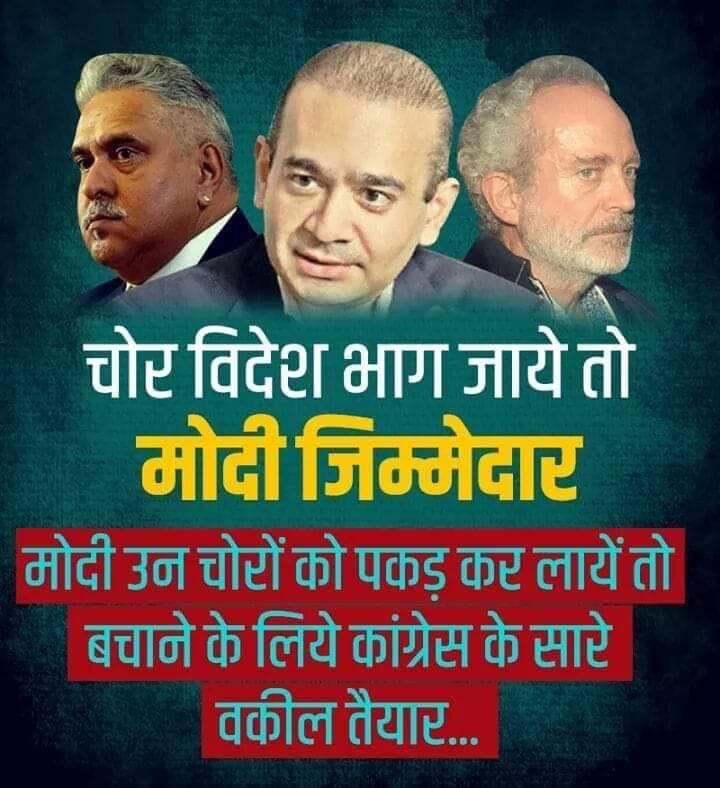 चोर विदेश भाग जाये तो
मोदी जिम्मेदार
मोदी उन चोरों को पकड़ कर लायें तो
बचाने के लिये कांग्रेस के सारे
वकील तैयार...